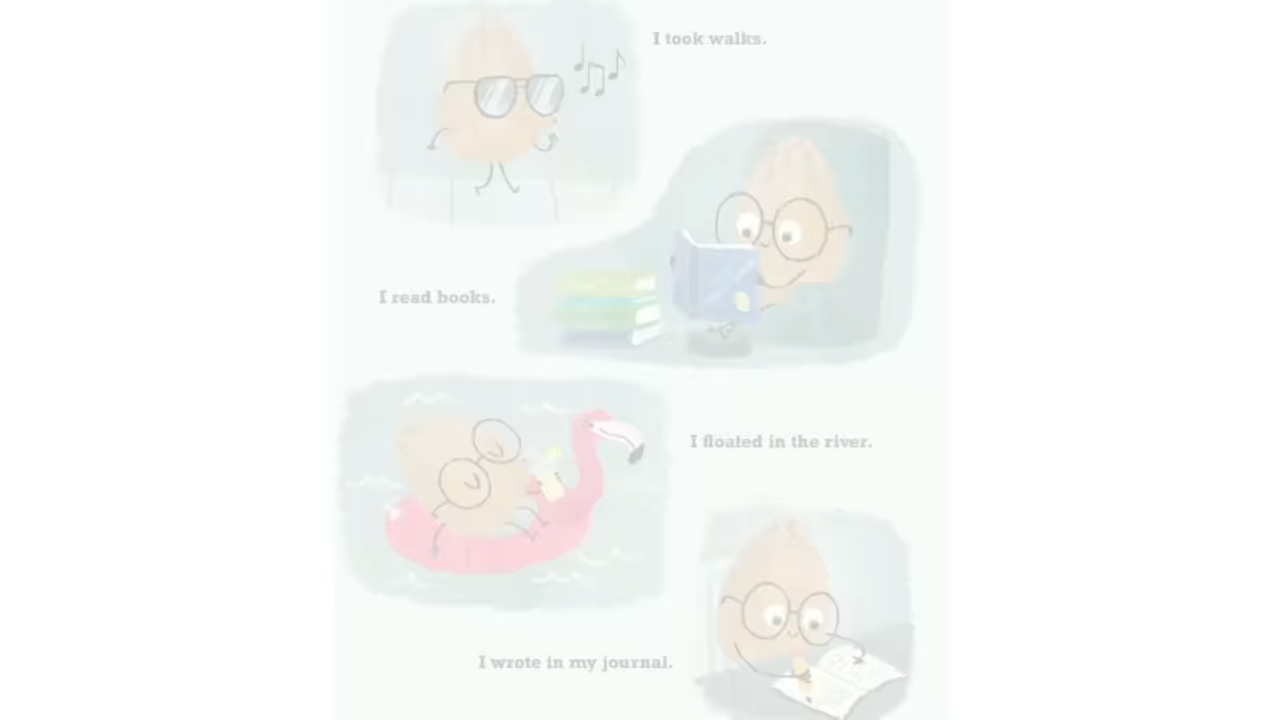 I took walks.
I read books.
I floated in the river.
I wrote in my journal.